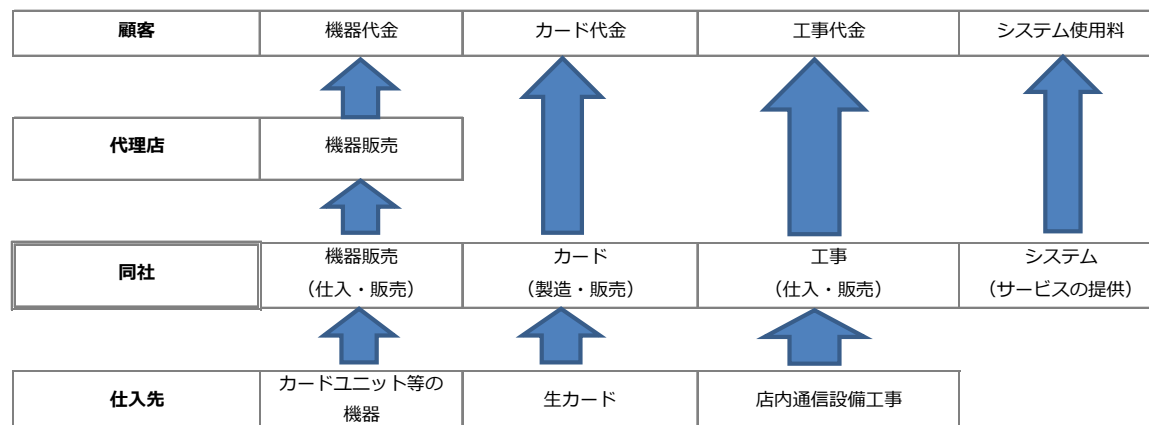 顧客 機器代金 カード代金 工事代金 システム使用料
代理店 機器販売
同社 機器販売 カード 工事 システム
（仕入・販売） （製造・販売） （仕入・販売） （サービスの提供）
仕入先 カードユニット等の 生カード 店内通信設備工事
機器